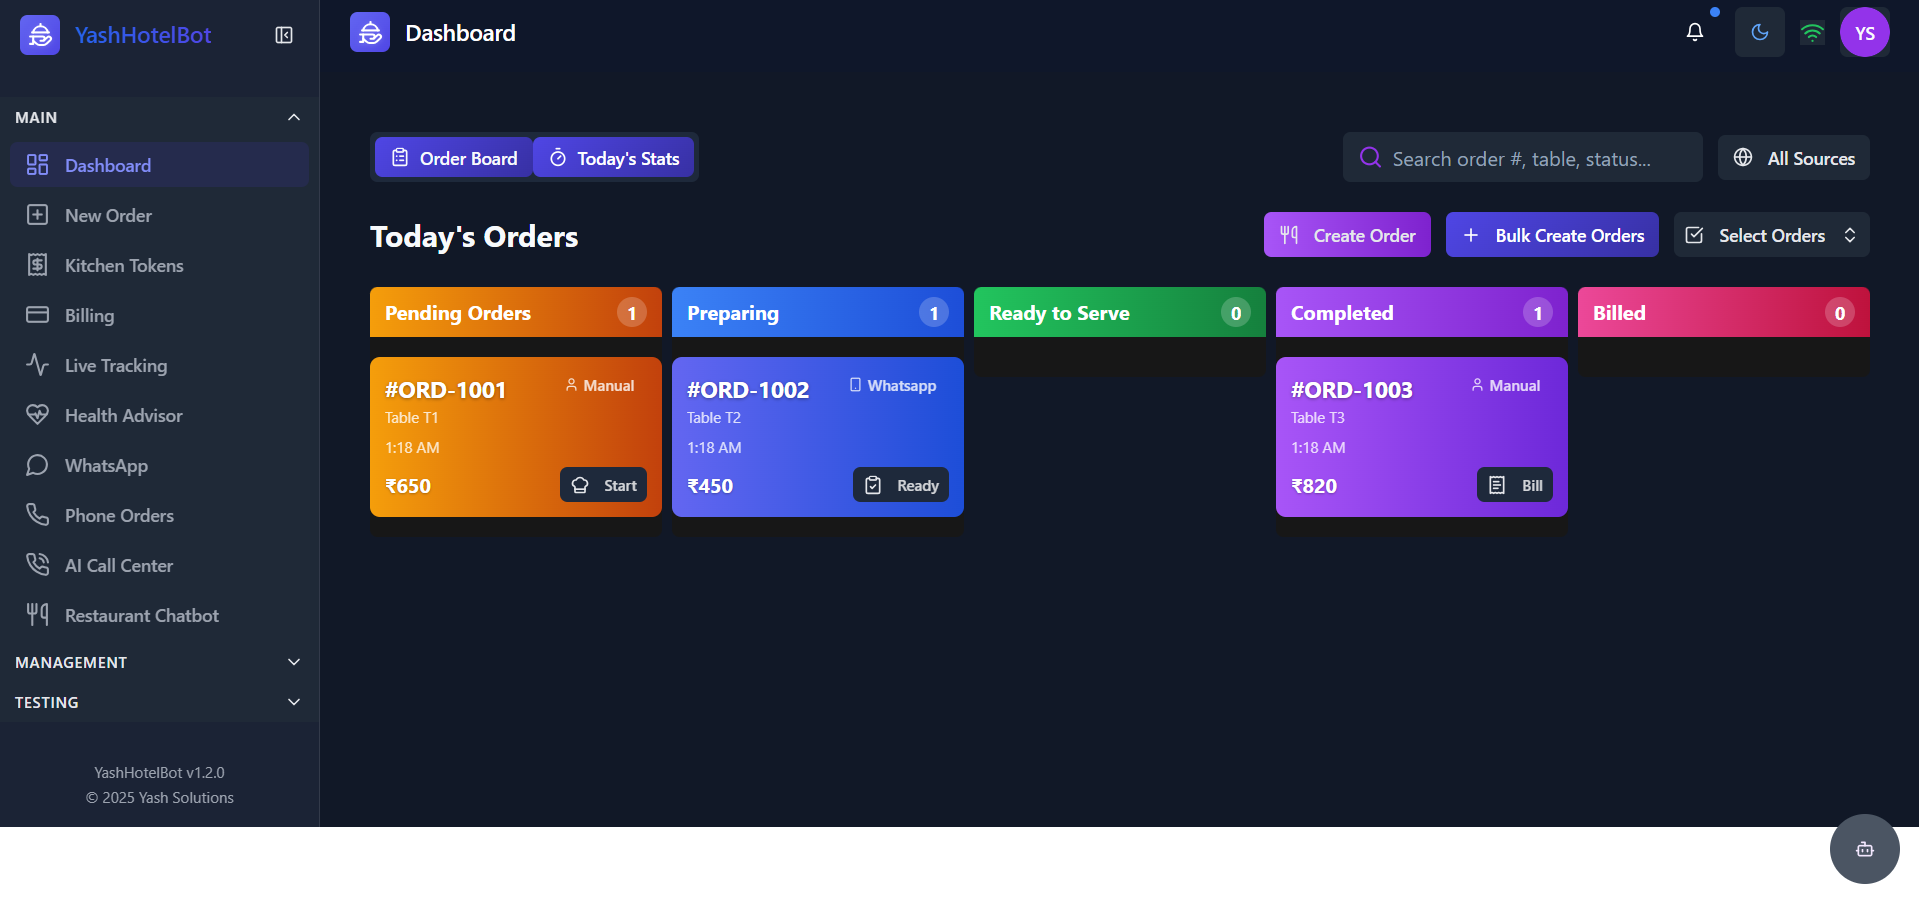 YashHotelBot
Dashboard
YS
MAIN
Dashboard
New Order
Kitchen Tokens
Billing
Live Tracking
Health Advisor
WhatsApp
Phone Orders
AI Call Center
Restaurant Chatbot
MANAGEMENT
TESTING
YashHotelBot v1.2.0
© 2025 Yash Solutions
Order Board
Today's Stats
Search order #, table, status...
All Sources
Today's Orders
Create Order
Bulk Create Orders
Select Orders
Pending Orders 1
#ORD-1001 Manual
Table T1
1:18 AM
₹650 Start
Preparing 1
#ORD-1002 Whatsapp
Table T2
1:18 AM
₹450 Ready
Ready to Serve 0
Completed 1
#ORD-1003 Manual
Table T3
1:18 AM
₹820 Bill
Billed 0